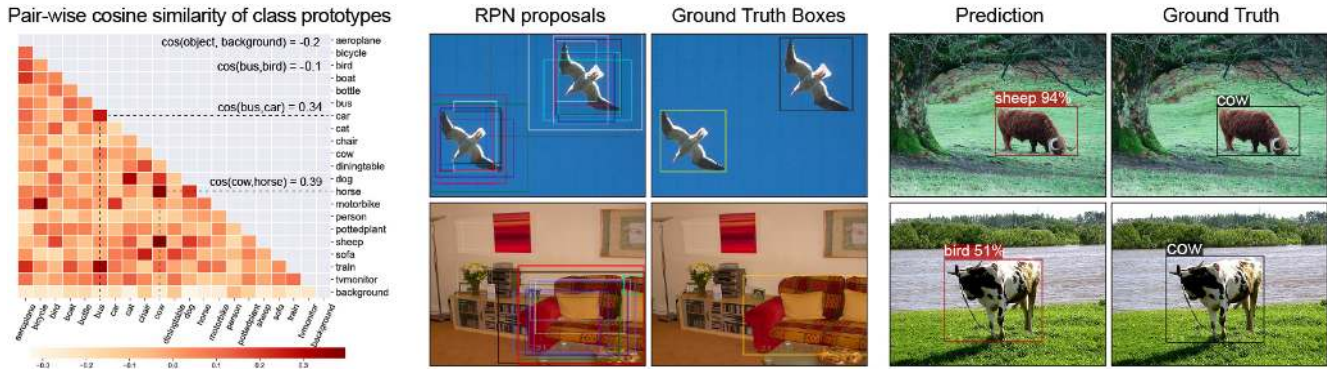 Pair-wise cosine similarity of class prototypes
cos(object, background) = -0.2
cos(bus,bird) = -0.1
cos(bus,car) = 0.34
cos(cow,horse) = 0.39
aeroplane
bicycle
bird
boat
bottle
bus
car
cat
chair
cow
diningtable
dog
horse
motorbike
person
pottedplant
sheep
sofa
train
tvmonitor
background
aeroplane
bicycle
bird
boat
bottle
bus
car
cat
chair
cow
diningtable
dog
horse
motorbike
person
pottedplant
sheep
sofa
train
tvmonitor
background
-0.3
-0.2
-0.1
0.0
0.1
0.2
0.3
RPN proposals
Ground Truth Boxes
Prediction
Ground Truth
sheep 94%
cow
bird 51%
cow